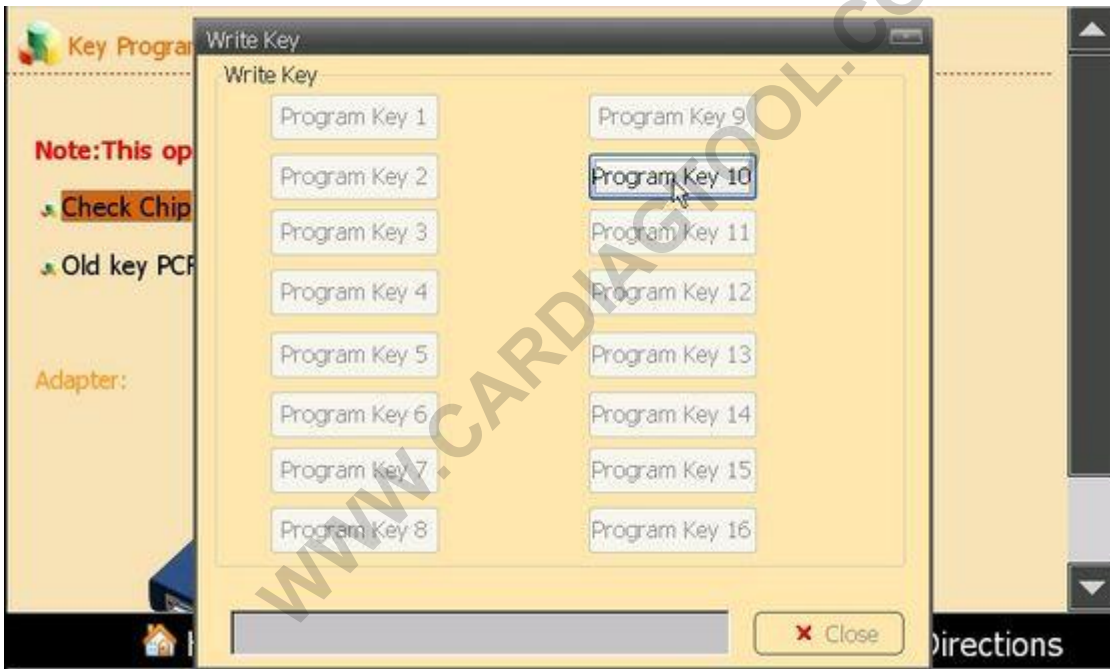 Key Progra
Write Key
Write Key
Note:This op
Check Chip
Old key PCF
Adapter:
Program Key 1
Program Key 2
Program Key 3
Program Key 4
Program Key 5
Program Key 6
Program Key 7
Program Key 8
Program Key 9
Program Key 10
Program Key 11
Program Key 12
Program Key 13
Program Key 14
Program Key 15
Program Key 16
Close
Directions
WWW.CARDIAGTOOL.CO